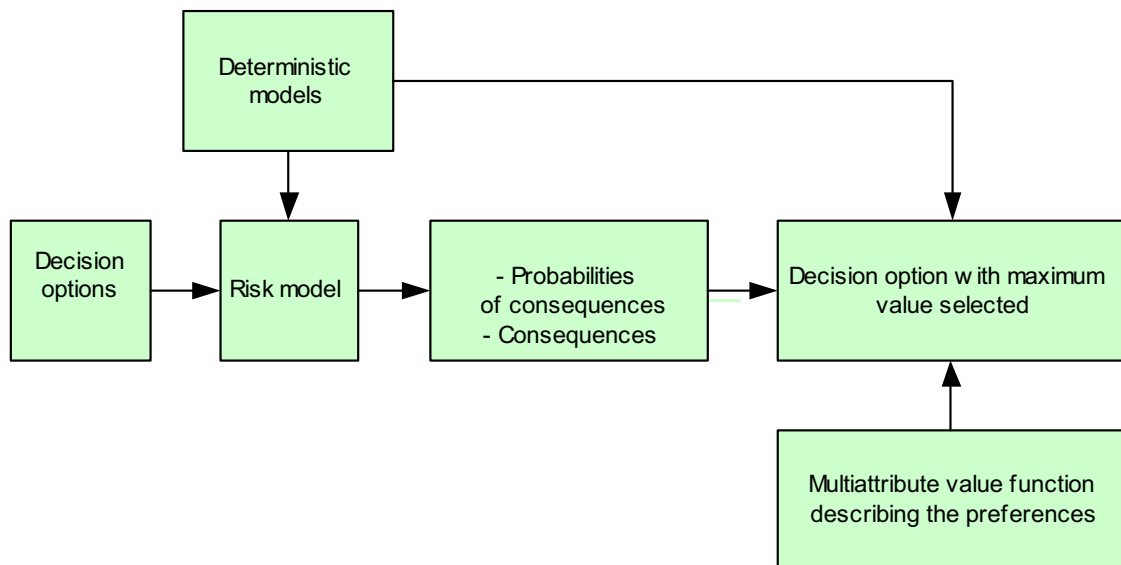 Deterministic
models
Decision
options
Risk model
- Probabilities
of consequences
- Consequences
Decision option with maximum
value selected
Multiattribute value function
describing the preferences